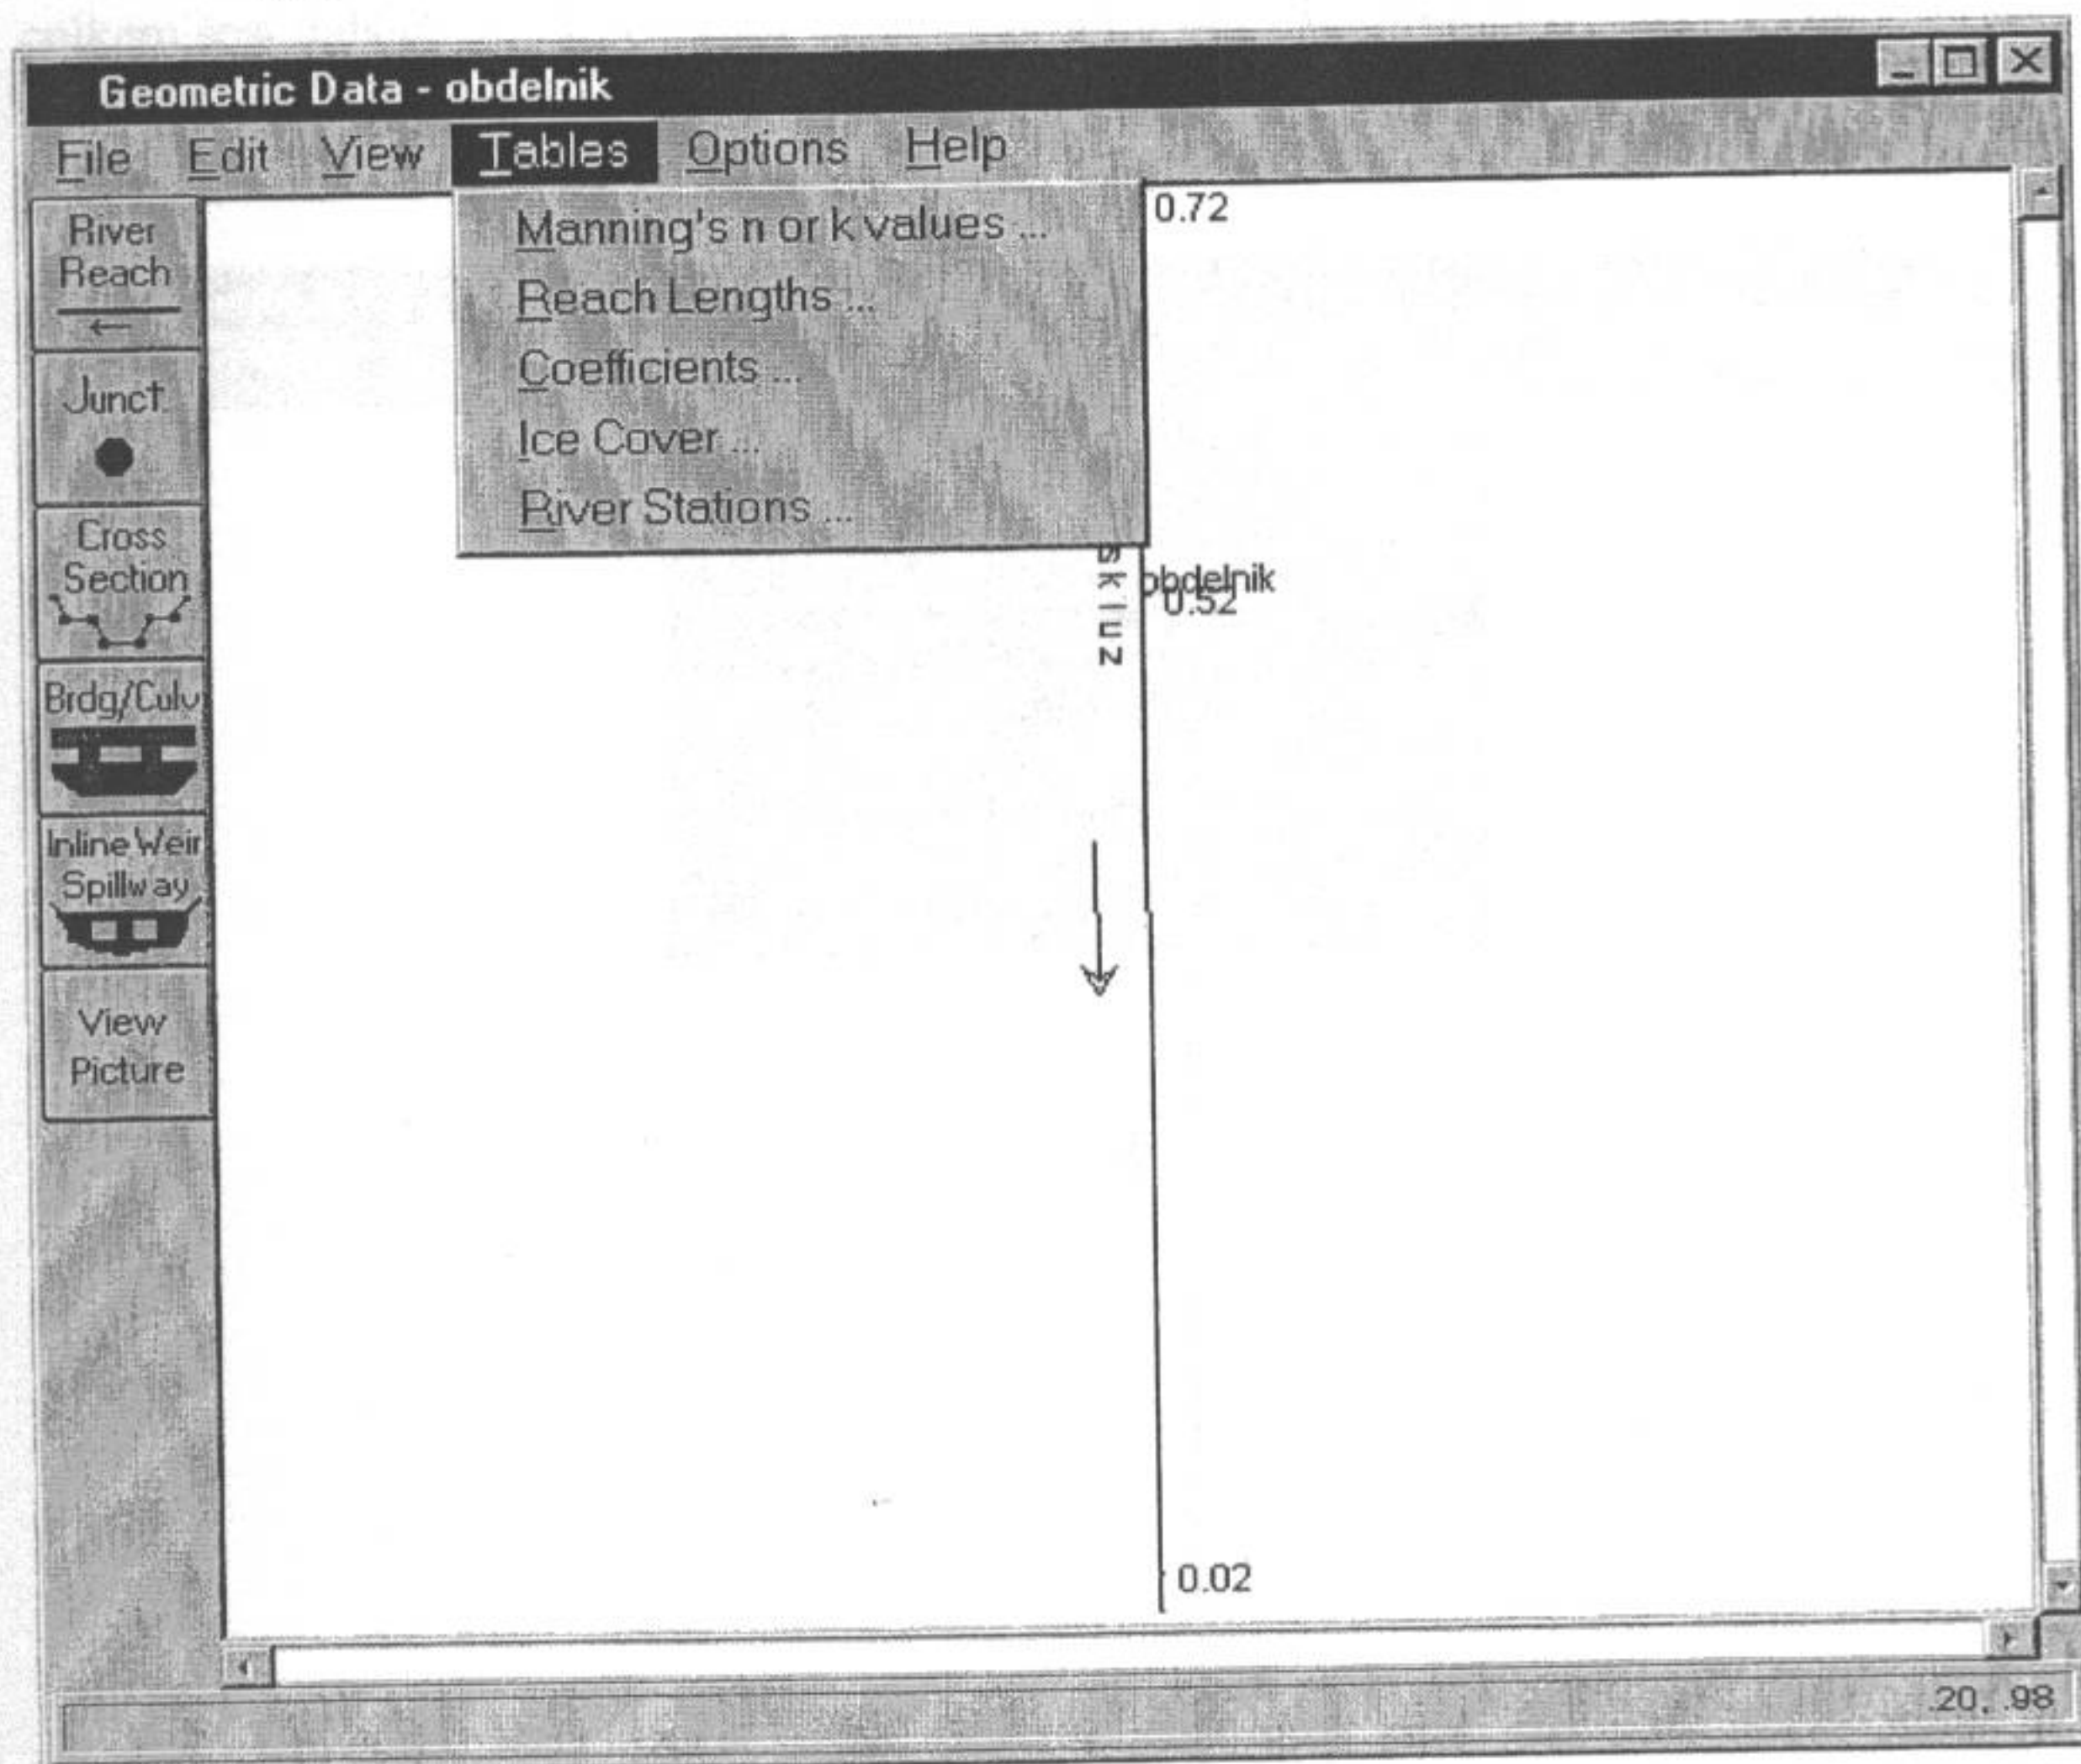 Geometric Data - obdelnik
File Edit View Tables Options Help
Manning's n or k values ...
Reach Lengths ...
Coefficients ...
Ice Cover ...
River Stations ...
River
Reach
Junct.
Cross
Section
Brdg/Culv
Inline Weir
Spillway
View
Picture
0.72
skluz
obdelnik
0.52
0.02
.20, .98